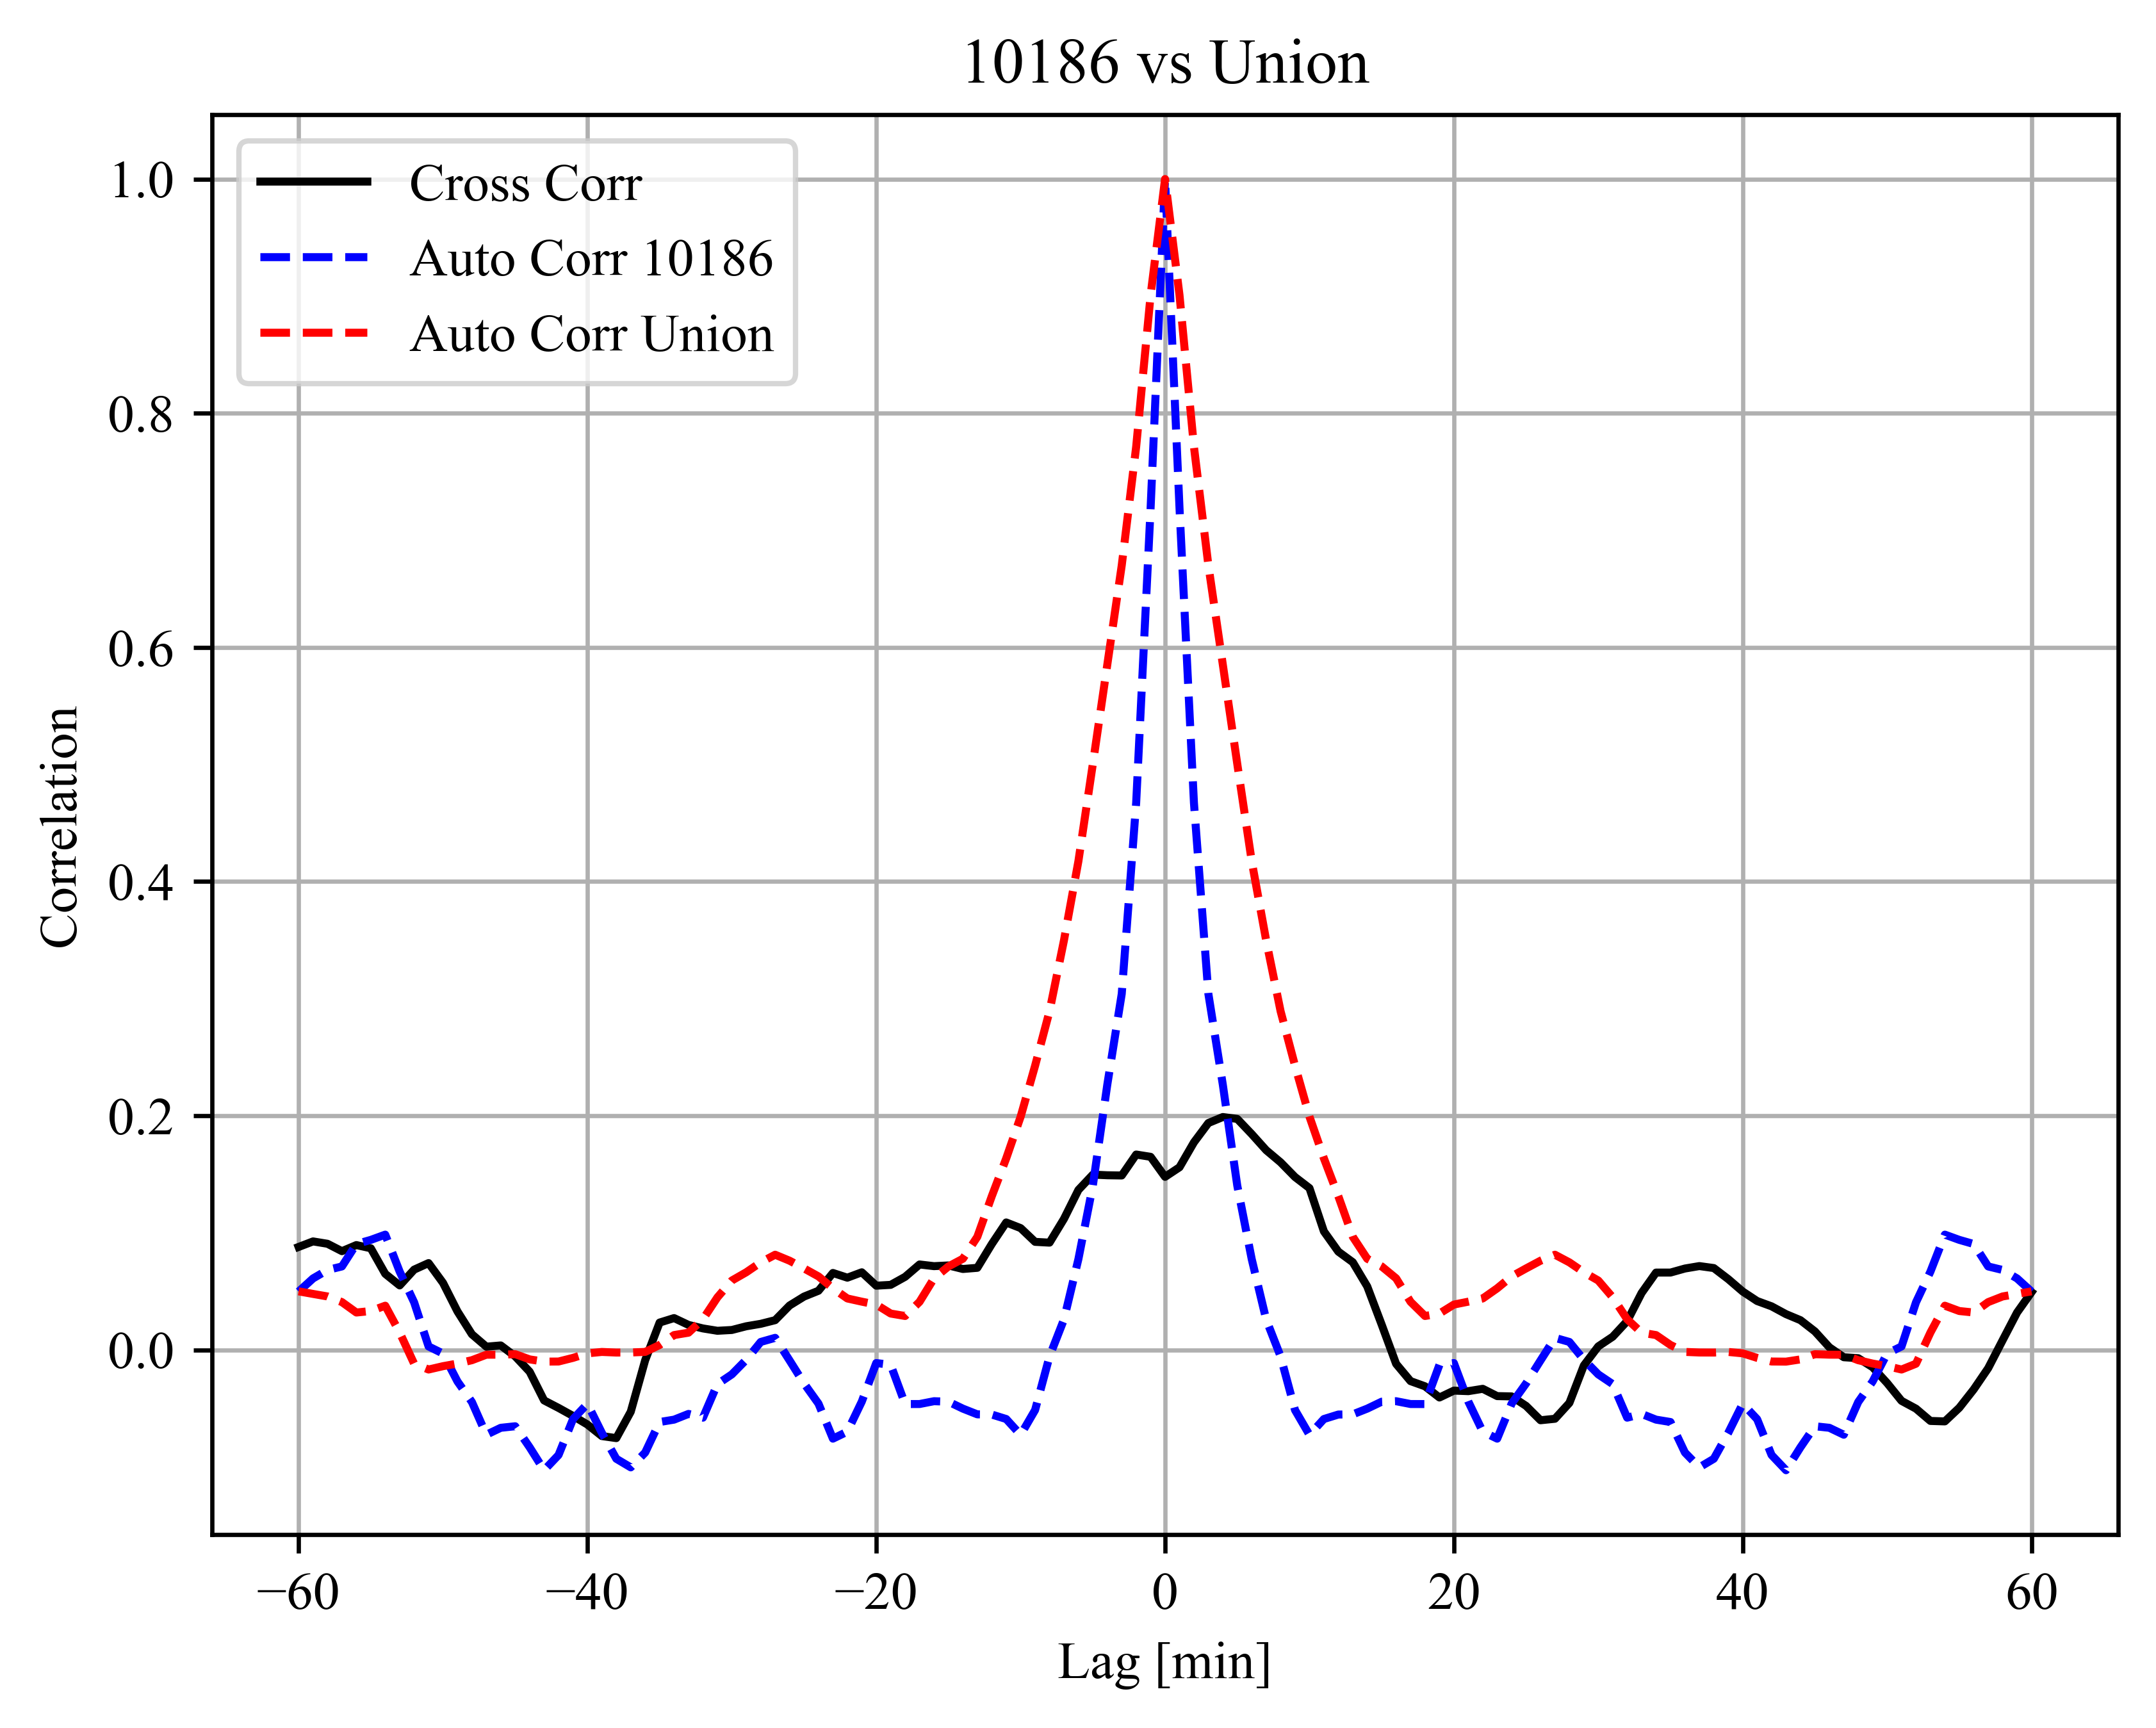 10186 vs Union
Cross Corr
Auto Corr 10186
Auto Corr Union
1.0
0.8
0.6
0.4
0.2
0.0
Correlation
−60
−40
−20
0
20
40
60
Lag [min]